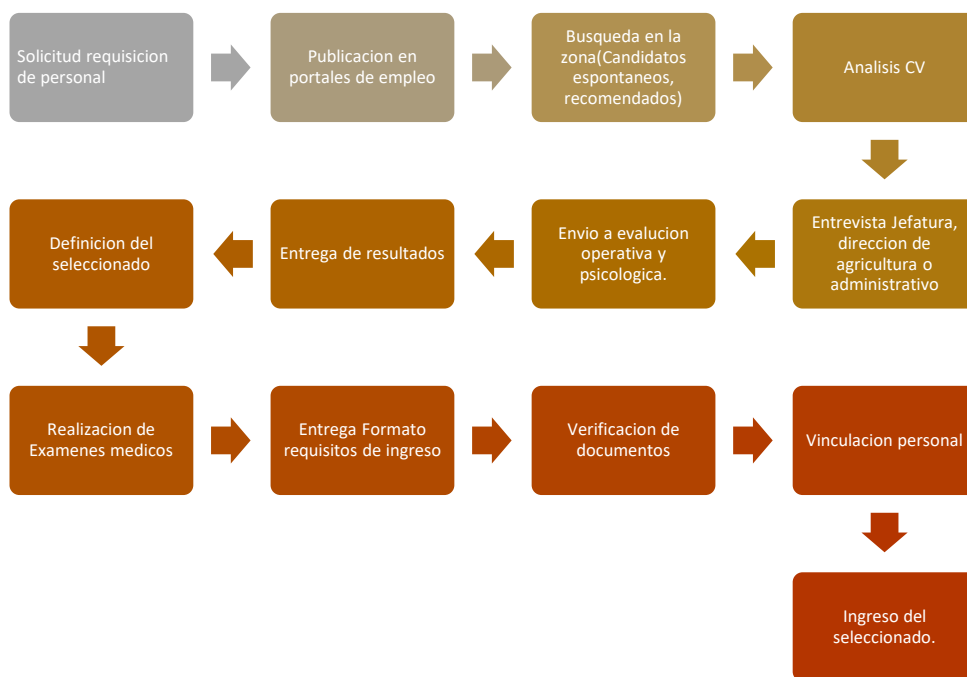 Solicitud requisicion
de personal
Publicacion en
portales de empleo
Busqueda en la
zona(Candidatos
espontaneos,
recomendados)
Analisis CV
Entrevista Jefatura,
direccion de
agricultura o
administrativo
Envio a evalucion
operativa y
psicologica.
Entrega de resultados
Definicion del
seleccionado
Realizacion de
Examenes medicos
Entrega Formato
requisitos de ingreso
Verificacion de
documentos
Vinculacion personal
Ingreso del
seleccionado.